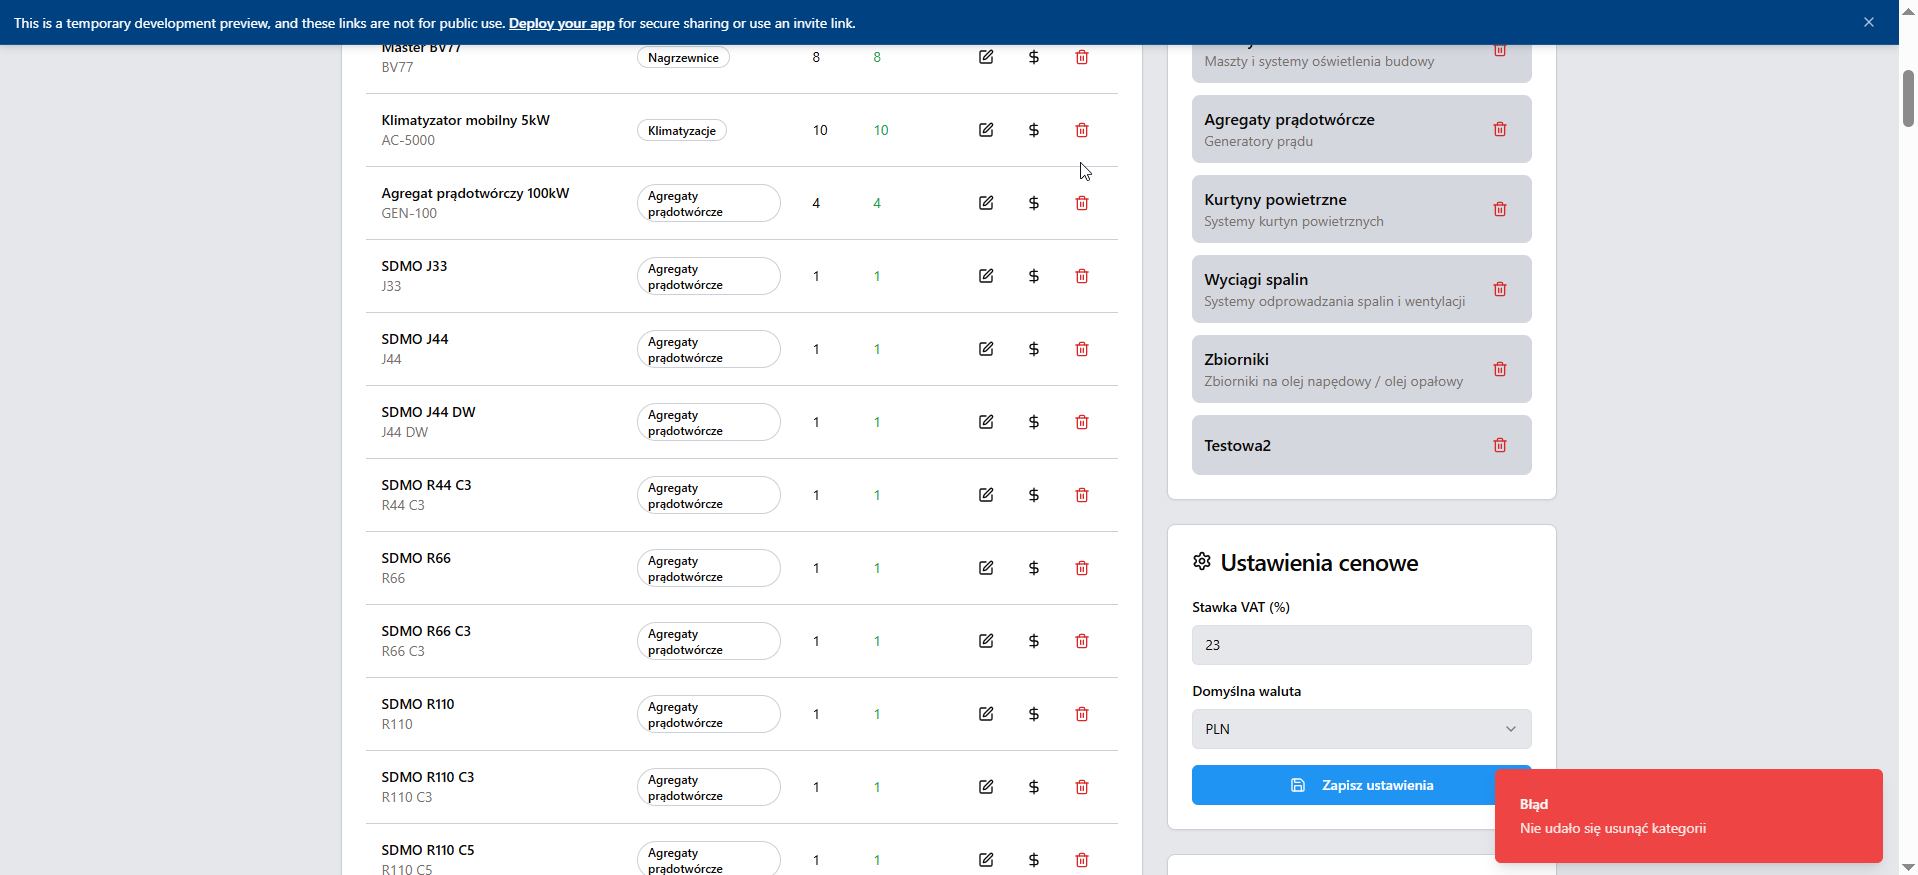 This is a temporary development preview, and these links are not for public use. Deploy your app for secure sharing or use an invite link.
Master BV77
BV77
Nagrzewnice
8
8
Klimatyzator mobilny 5kW
AC-5000
Klimatyzacje
10
10
Agregat prądotwórczy 100kW
GEN-100
Agregaty
prądotwórcze
4
4
SDMO J33
J33
Agregaty
prądotwórcze
1
1
SDMO J44
J44
Agregaty
prądotwórcze
1
1
SDMO J44 DW
J44 DW
Agregaty
prądotwórcze
1
1
SDMO R44 C3
R44 C3
Agregaty
prądotwórcze
1
1
SDMO R66
R66
Agregaty
prądotwórcze
1
1
SDMO R66 C3
R66 C3
Agregaty
prądotwórcze
1
1
SDMO R110
R110
Agregaty
prądotwórcze
1
1
SDMO R110 C3
R110 C3
Agregaty
prądotwórcze
1
1
SDMO R110 C5
R110 C5
Agregaty
prądotwórcze
1
1
Maszty i systemy oświetlenia budowy
Agregaty prądotwórcze
Generatory prądu
Kurtyny powietrzne
Systemy kurtyn powietrznych
Wyciągi spalin
Systemy odprowadzania spalin i wentylacji
Zbiorniki
Zbiorniki na olej napędowy / olej opałowy
Testowa2
Ustawienia cenowe
Stawka VAT (%)
23
Domyślna waluta
PLN
Zapisz ustawienia
Błąd
Nie udało się usunąć kategorii